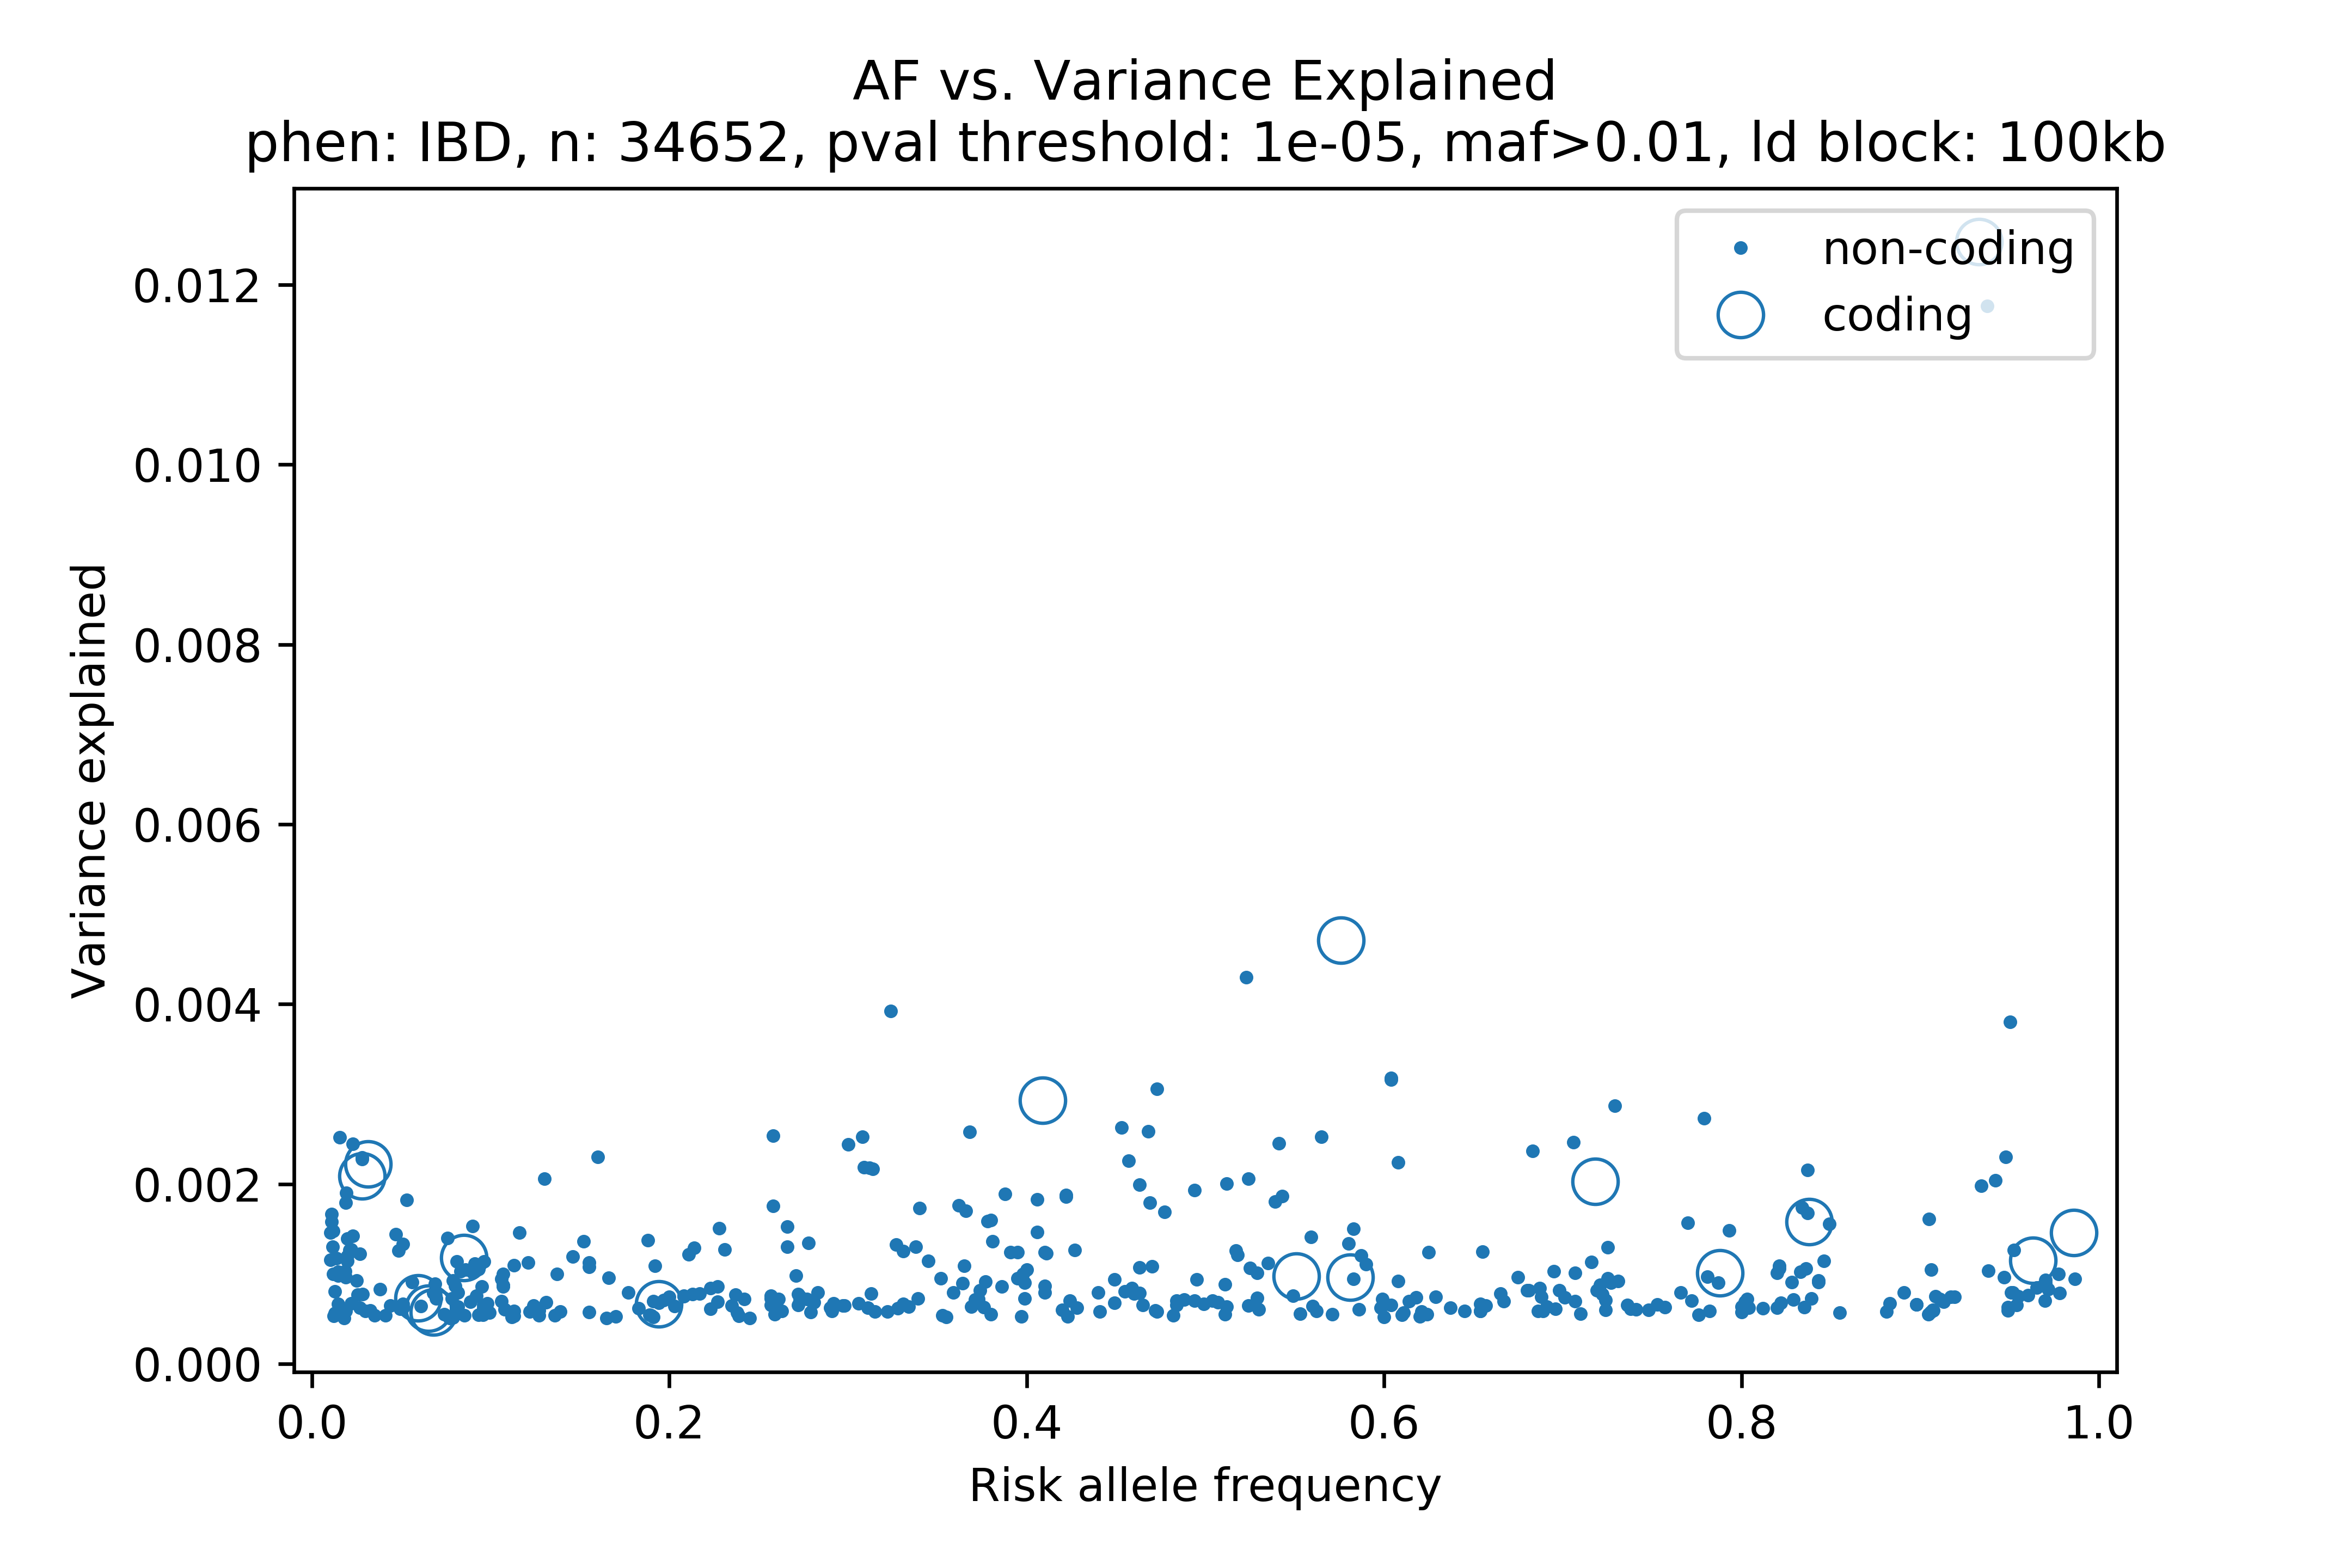 AF vs. Variance Explained
phen: IBD, n: 34652, pval threshold: 1e-05, maf>0.01, ld block: 100kb
non-coding
coding
0.012
0.010
0.008
0.006
0.004
0.002
0.000
Variance explained
0.0 0.2 0.4 0.6 0.8 1.0
Risk allele frequency